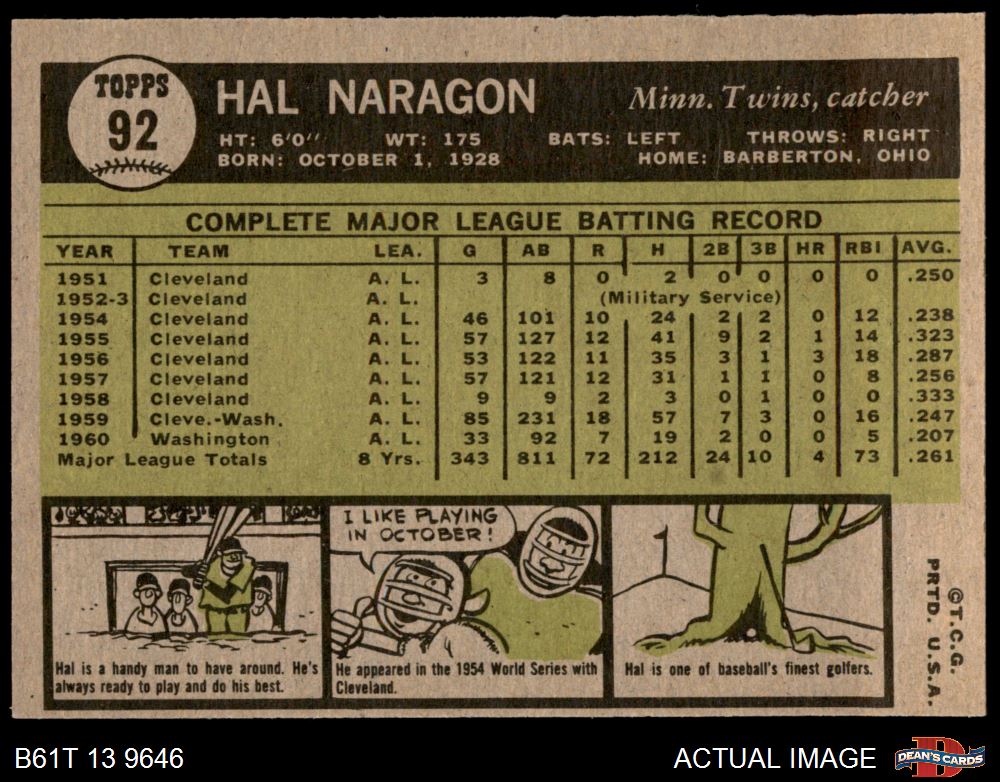 TOPPS
92
HAL NARAGON
Minn. Twins, catcher
HT: 6'0" WT: 175 BATS: LEFT THROWS: RIGHT
BORN: OCTOBER 1, 1928 HOME: BARBERTON, OHIO
COMPLETE MAJOR LEAGUE BATTING RECORD
YEAR TEAM LEA. G AB R H 2B 3B HR RBI AVG.
1951 Cleveland A. L. 3 8 0 2 0 0 0 0 .250
1952-3 Cleveland A. L. (Military Service)
1954 Cleveland A. L. 46 101 10 24 2 2 0 12 .238
1955 Cleveland A. L. 57 127 12 41 9 2 1 14 .323
1956 Cleveland A. L. 53 122 11 35 3 1 3 18 .287
1957 Cleveland A. L. 57 121 12 31 1 1 0 8 .256
1958 Cleveland A. L. 9 9 2 3 0 1 0 0 .333
1959 Cleve.-Wash. A. L. 85 231 18 57 7 3 0 16 .247
1960 Washington A. L. 33 92 7 19 2 0 0 5 .207
Major League Totals 8 Yrs. 343 811 72 212 24 10 4 73 .261
I LIKE PLAYING
IN OCTOBER!
Hal is a handy man to have around. He's
always ready to play and do his best.
He appeared in the 1954 World Series with
Cleveland.
Hal is one of baseball's finest golfers.
©T.C.G.
PRTD. U.S.A.
B61T 13 9646
ACTUAL IMAGE
D
DEAN'S CARDS